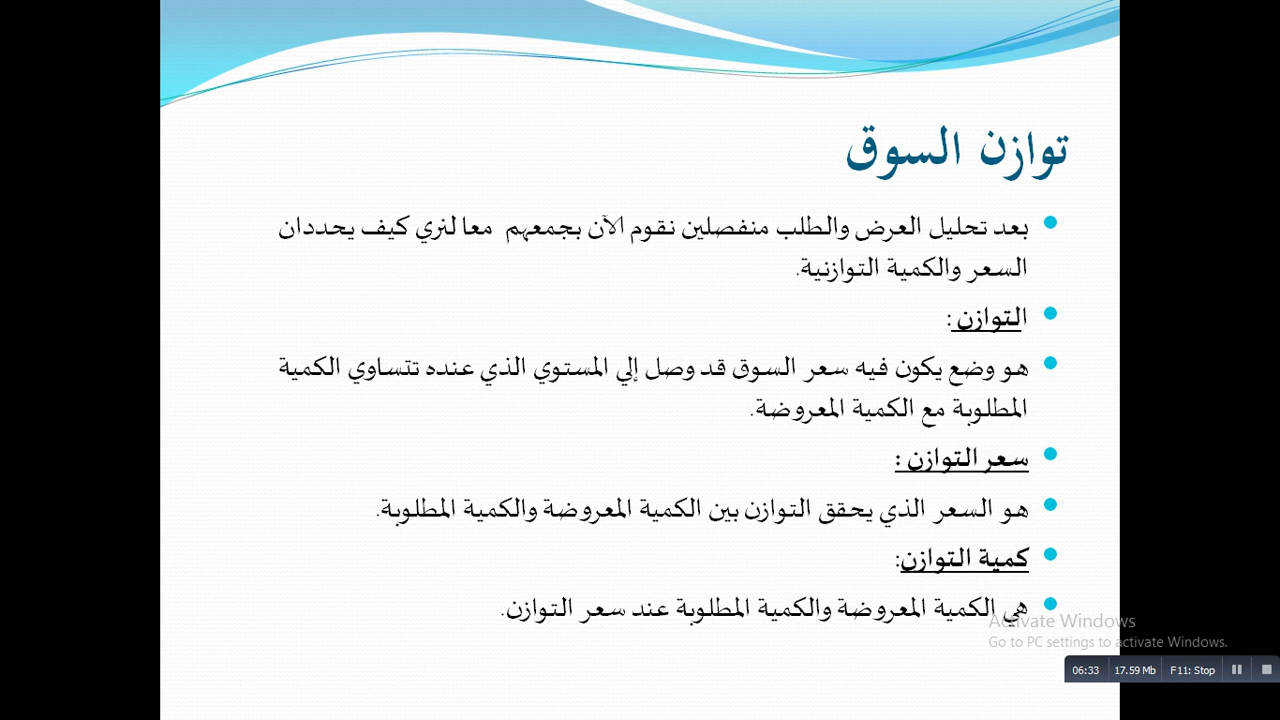 توازن السوق
بعد تحليل العرض والطلب منفصلين نقوم الآن بجمعهم معا لنري كيف يحددان
السعر والكمية التوازنية.
التوازن :
هو وضع يكون فيه سعر السوق قد وصل إلي المستوي الذي عنده تتساوي الكمية
المطلوبة مع الكمية المعروضة.
سعر التوازن :
هو السعر الذي يحقق التوازن بين الكمية المعروضة والكمية المطلوبة.
كمية التوازن:
هي الكمية المعروضة والكمية المطلوبة عند سعر التوازن.
Activate Windows
Go to PC settings to activate Windows.
06:33 17.59 Mb F11: Stop